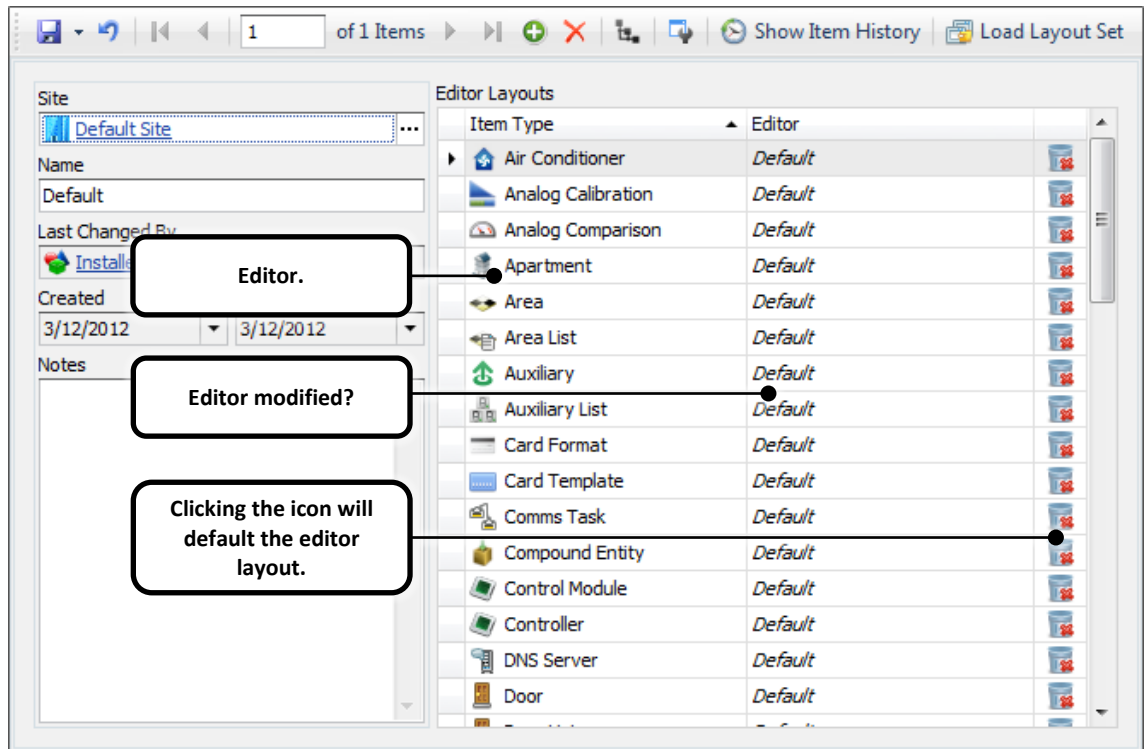 1 of 1 Items Show Item History Load Layout Set
Site
Default Site ...
Name
Default
Last Changed By
Installe
Created
3/12/2012 3/12/2012
Notes
Editor Layouts
Item Type Editor
Air Conditioner Default
Analog Calibration Default
Analog Comparison Default
Apartment Default
Area Default
Area List Default
Auxiliary Default
Auxiliary List Default
Card Format Default
Card Template Default
Comms Task Default
Compound Entity Default
Control Module Default
Controller Default
DNS Server Default
Door Default
Editor.
Editor modified?
Clicking the icon will
default the editor
layout.